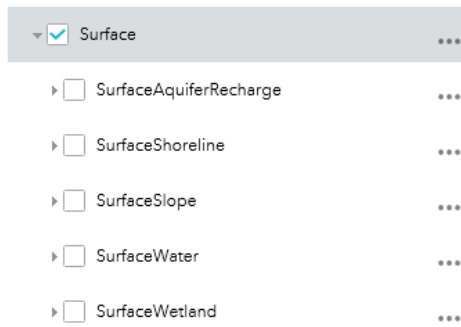 Surface
SurfaceAquiferRecharge
SurfaceShoreline
SurfaceSlope
SurfaceWater
SurfaceWetland